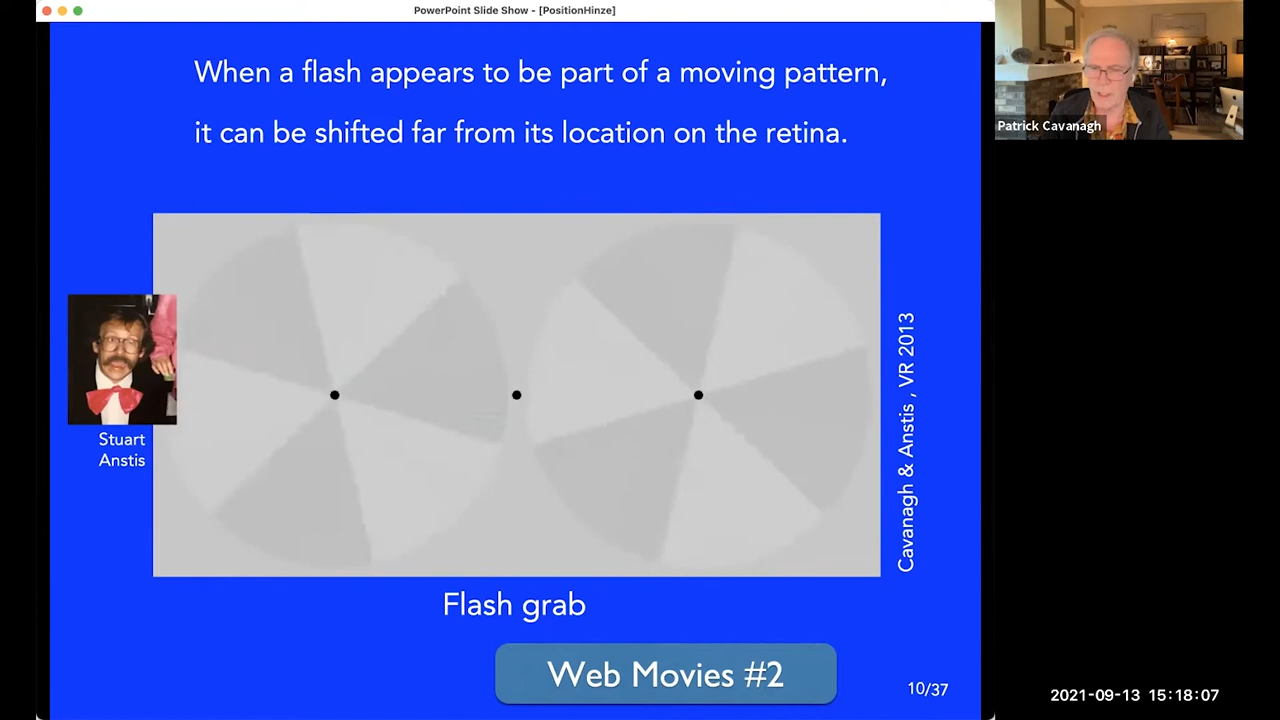 PowerPoint Slide Show - [PositionHinze]
When a flash appears to be part of a moving pattern,
it can be shifted far from its location on the retina.
Patrick Cavanagh
Stuart
Anstis
Cavanagh & Anstis , VR 2013
Flash grab
Web Movies #2
10/37
2021-09-13 15:18:07